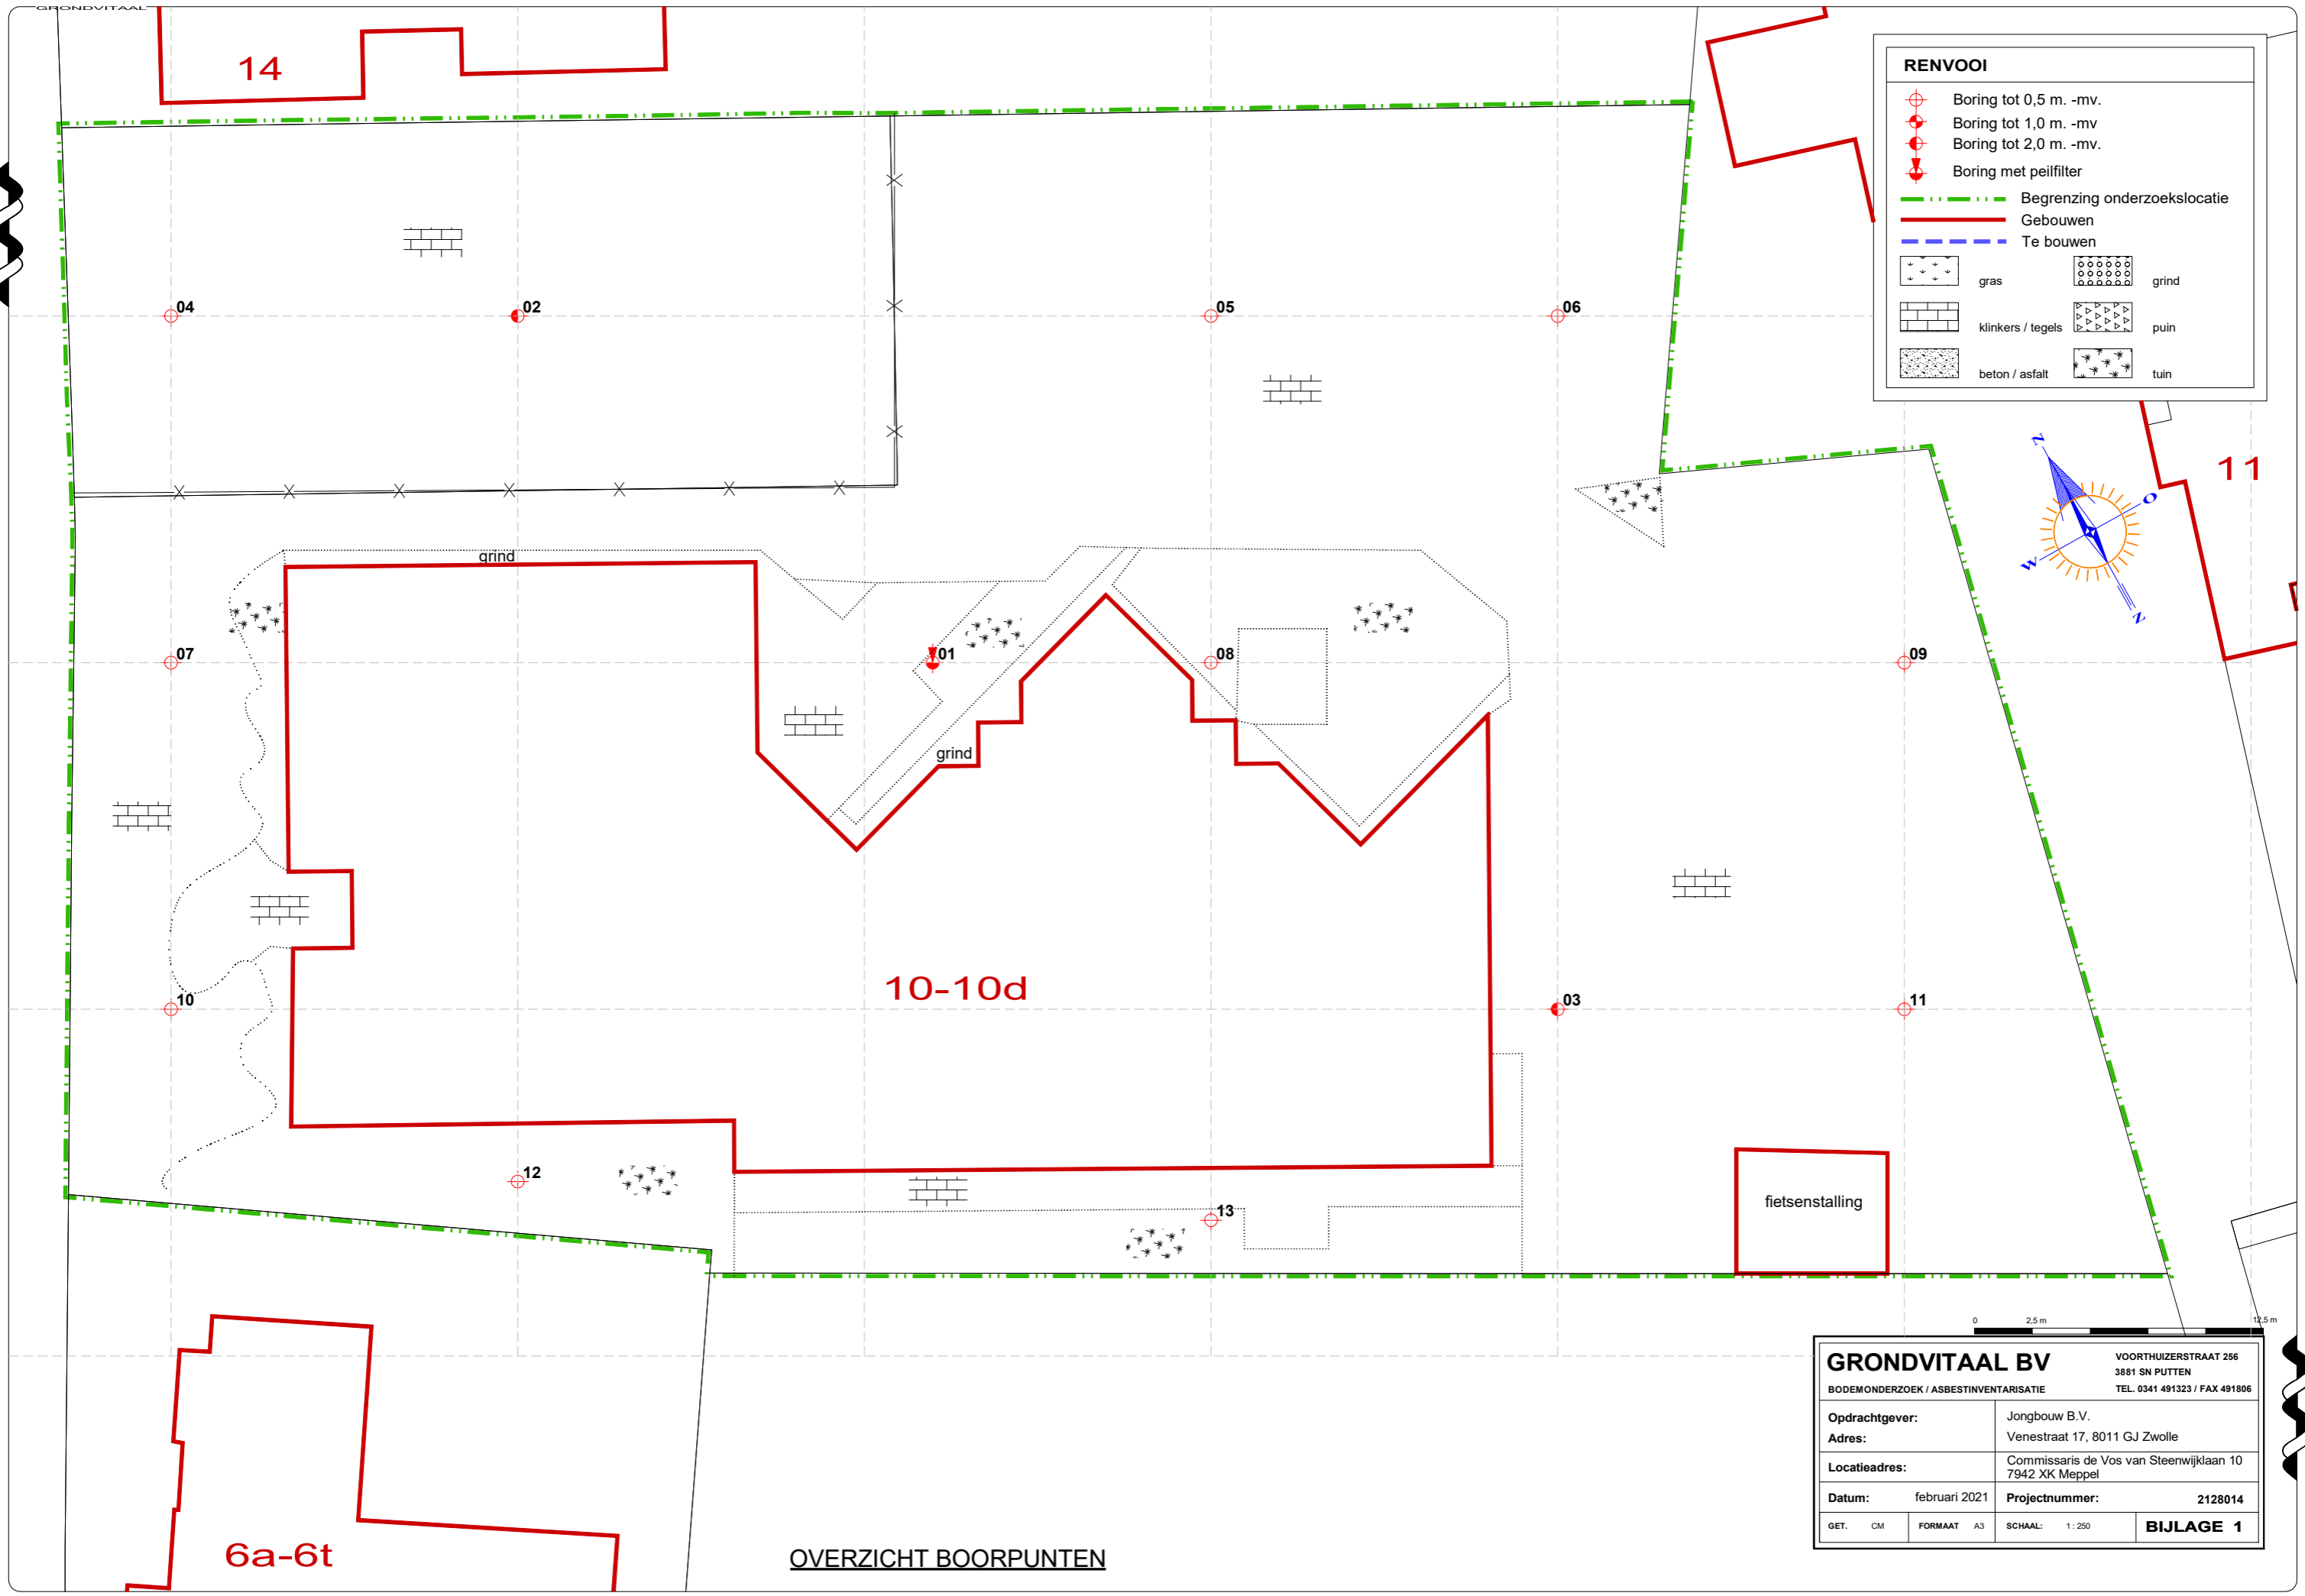 GRONDVITAAL
14
RENVOOI
Boring tot 0,5 m. -mv.
Boring tot 1,0 m. -mv
Boring tot 2,0 m. -mv.
Boring met peilfilter
Begrenzing onderzoekslocatie
Gebouwen
Te bouwen
gras
grind
klinkers / tegels
puin
beton / asfalt
tuin
04
02
05
06
11
N
O
W
N
grind
07
01
08
09
grind
10-10d
10
03
11
12
13
fietsenstalling
0 2,5 m 12,5 m
GRONDVITAAL BV
BODEMONDERZOEK / ASBESTINVENTARISATIE
VOORTHUIZERSTRAAT 256
3881 SN PUTTEN
TEL. 0341 491323 / FAX 491806
Opdrachtgever: Jongbouw B.V.
Adres: Venestraat 17, 8011 GJ Zwolle
Locatieadres: Commissaris de Vos van Steenwijklaan 10
7942 XK Meppel
Datum: februari 2021 Projectnummer: 2128014
GET. CM FORMAAT A3 SCHAAL: 1 : 250 BIJLAGE 1
6a-6t
OVERZICHT BOORPUNTEN